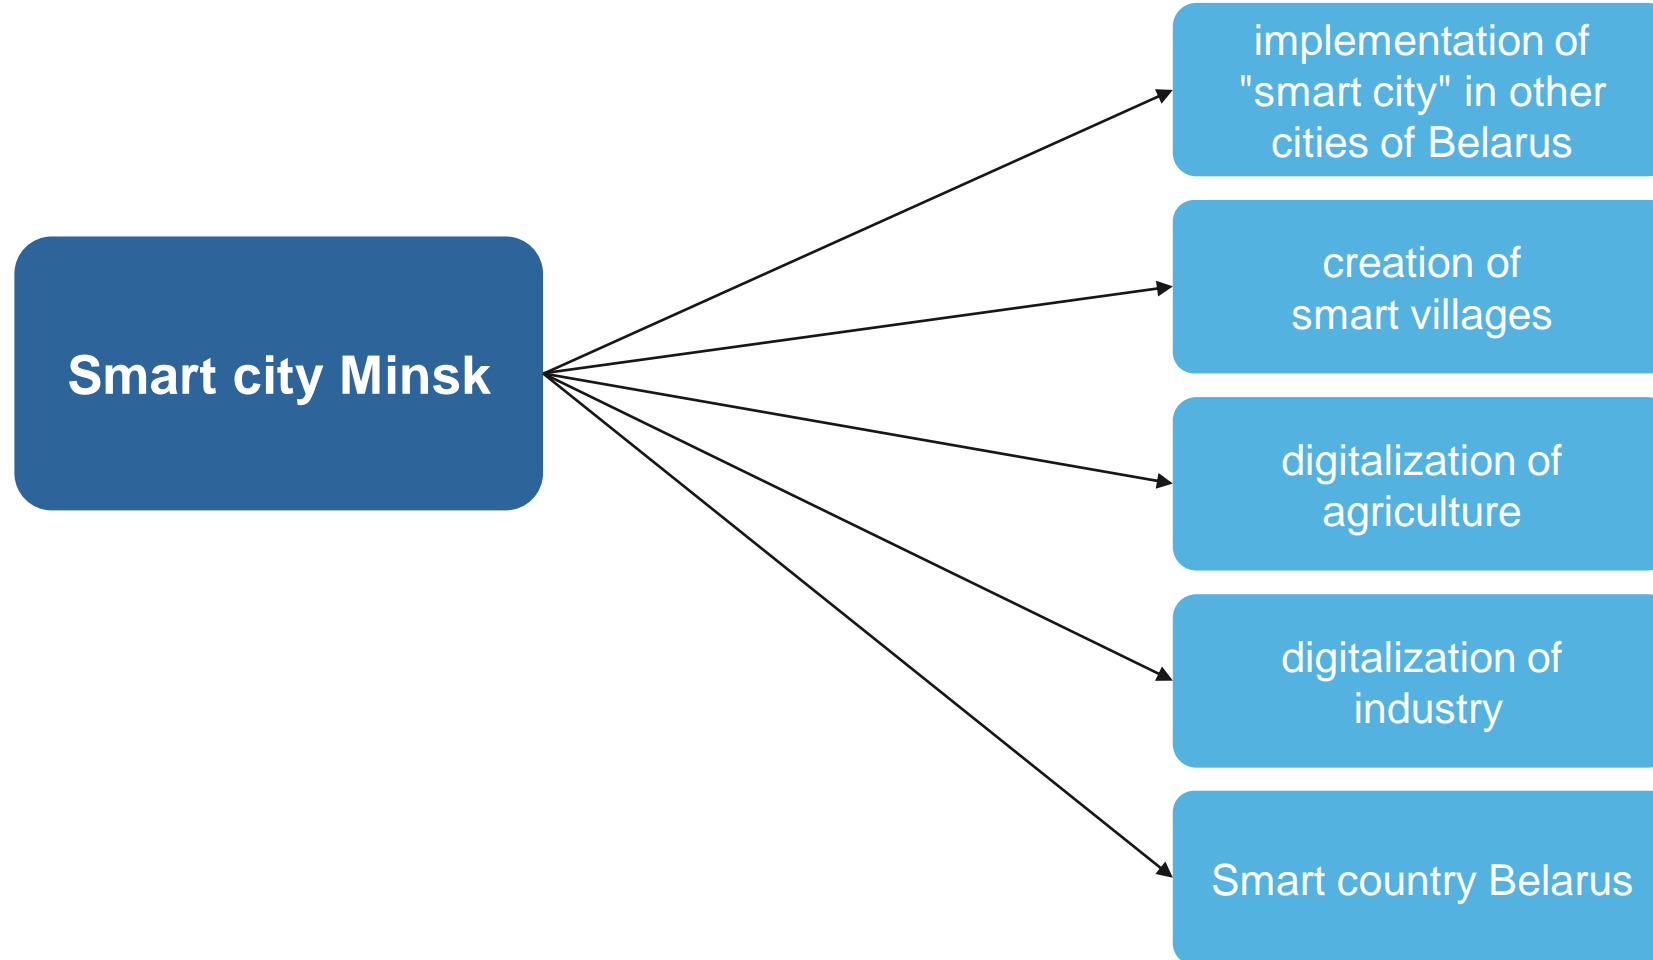 Smart city Minsk
implementation of
"smart city" in other
cities of Belarus
creation of
smart villages
digitalization of
agriculture
digitalization of
industry
Smart country Belarus